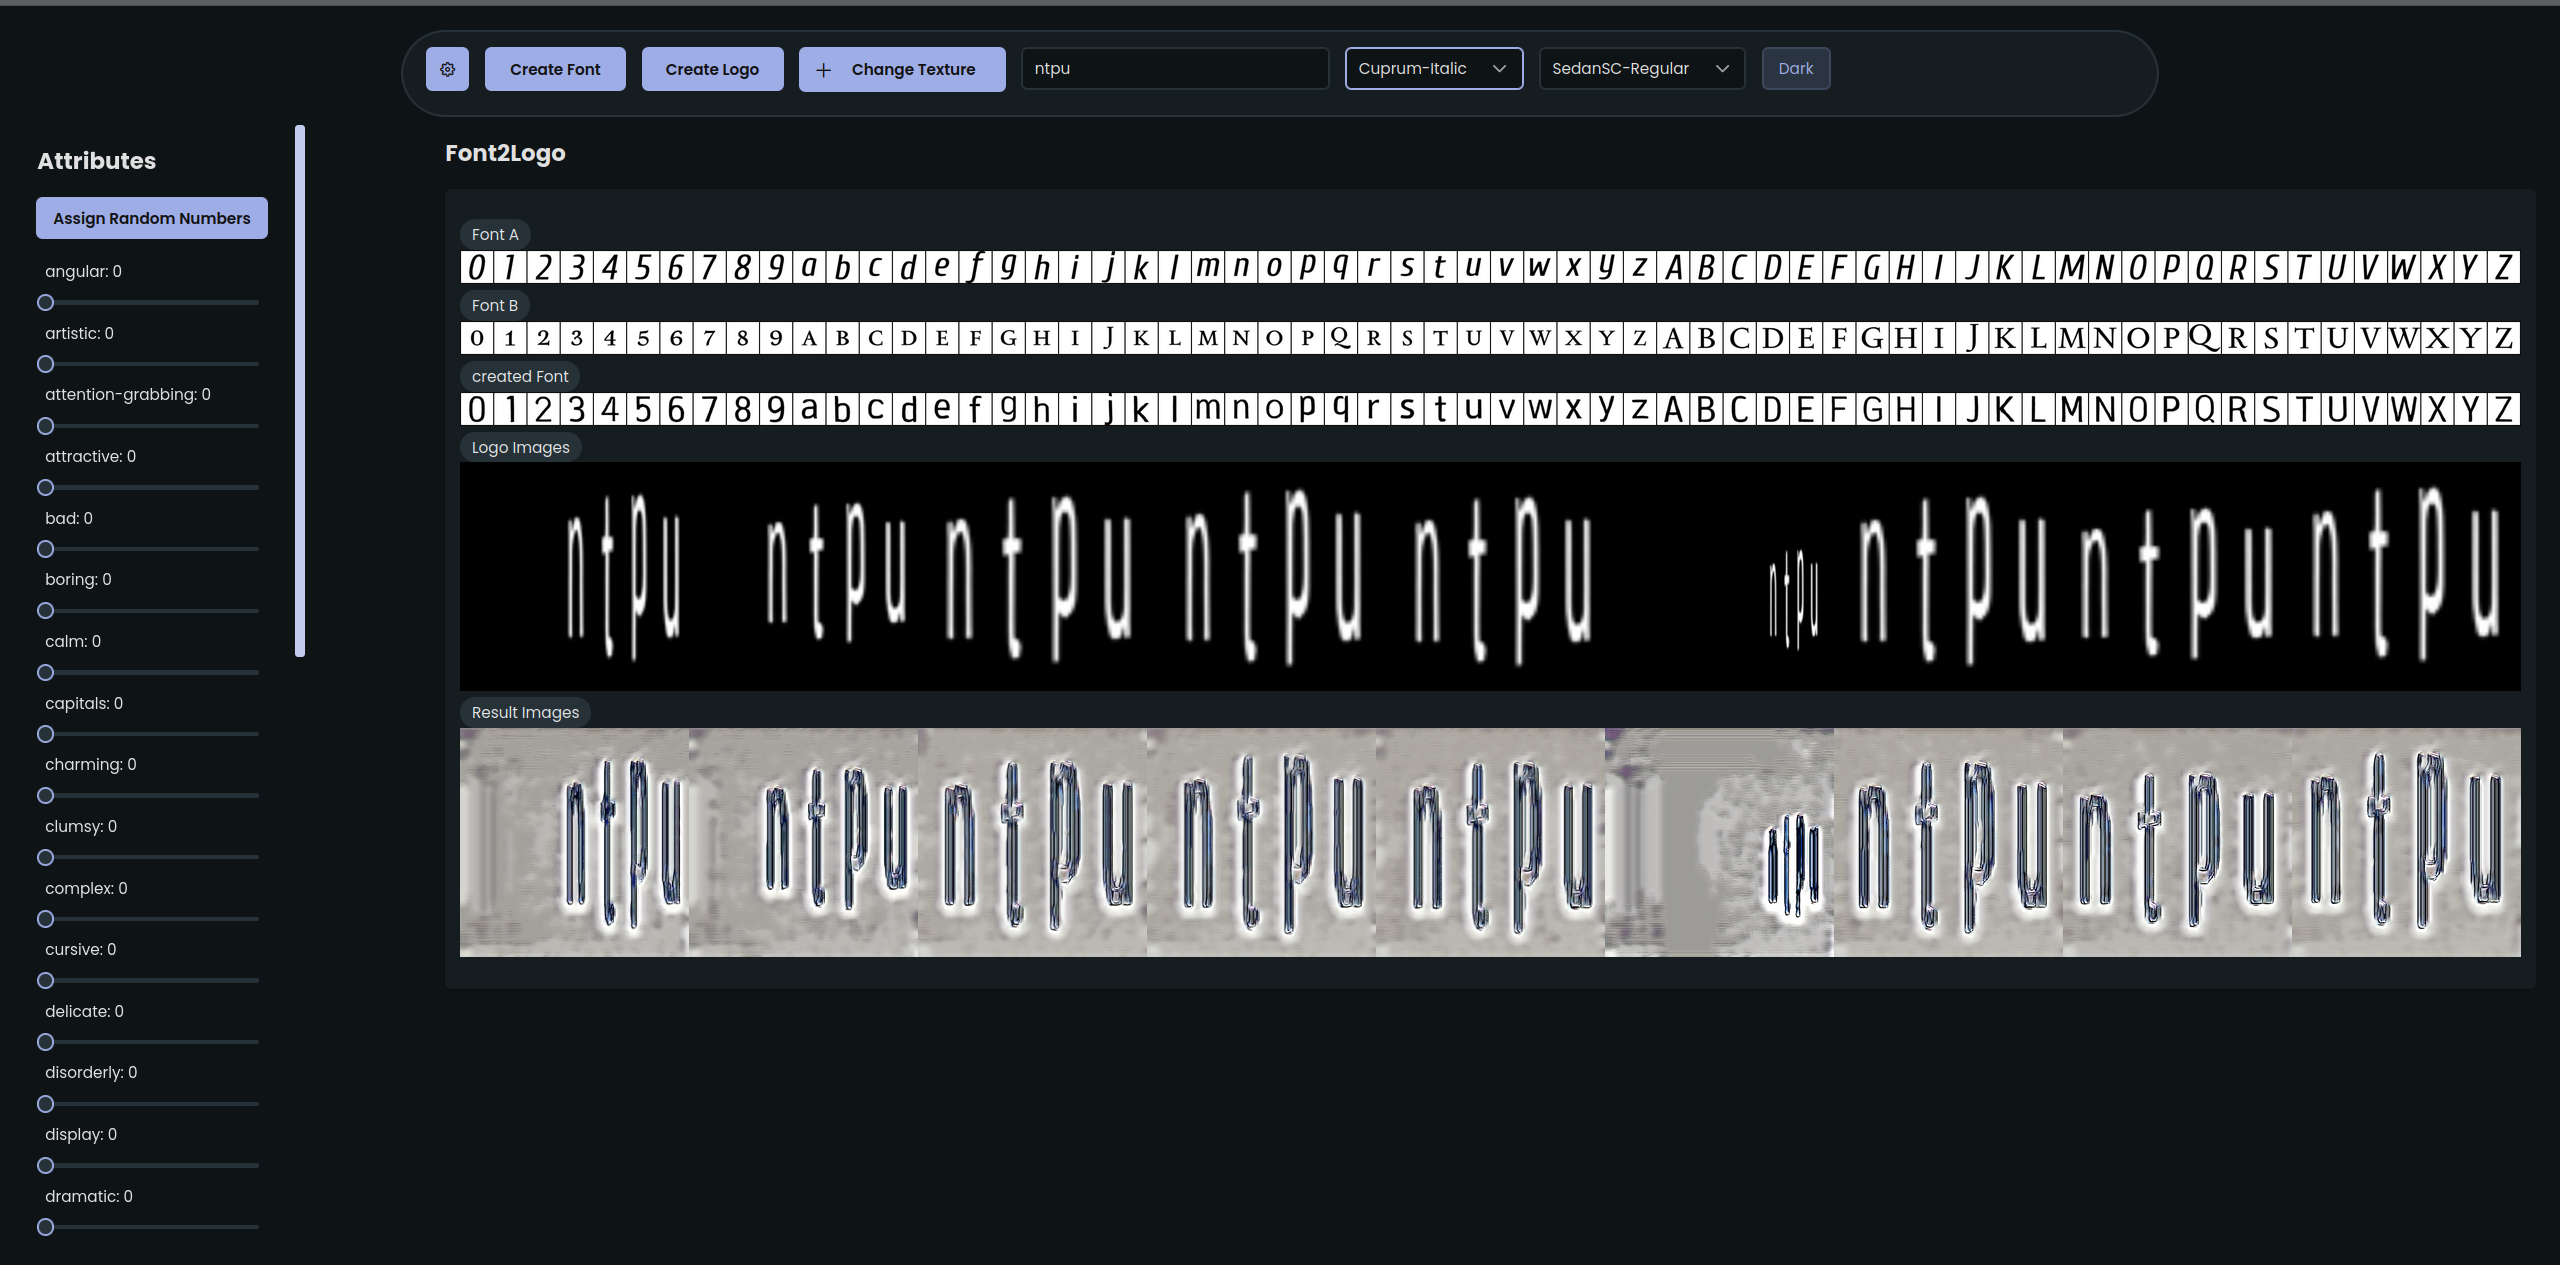 Create Font Create Logo Change Texture ntpu Cuprum-Italic SedanSC-Regular Dark
Attributes
Assign Random Numbers
angular: 0
artistic: 0
attention-grabbing: 0
attractive: 0
bad: 0
boring: 0
calm: 0
capitals: 0
charming: 0
clumsy: 0
complex: 0
cursive: 0
delicate: 0
disorderly: 0
display: 0
dramatic: 0
Font2Logo
Font A
0 1 2 3 4 5 6 7 8 9 a b c d e f g h i j k l m n o p q r s t u v w x y z A B C D E F G H I J K L M N O P Q R S T U V W X Y Z
Font B
0 1 2 3 4 5 6 7 8 9 A B C D E F G H I J K L M N O P Q R S T U V W X Y Z A B C D E F G H I J K L M N O P Q R S T U V W X Y Z
created Font
0 1 2 3 4 5 6 7 8 9 a b c d e f g h i j k l m n o p q r s t u v w x y z A B C D E F G H I J K L M N O P Q R S T U V W X Y Z
Logo Images
ntpu ntpu ntpu ntpu ntpu ntpu ntpu ntpu ntpu
Result Images
ntpu ntpu ntpu ntpu ntpu ntpu ntpu ntpu ntpu